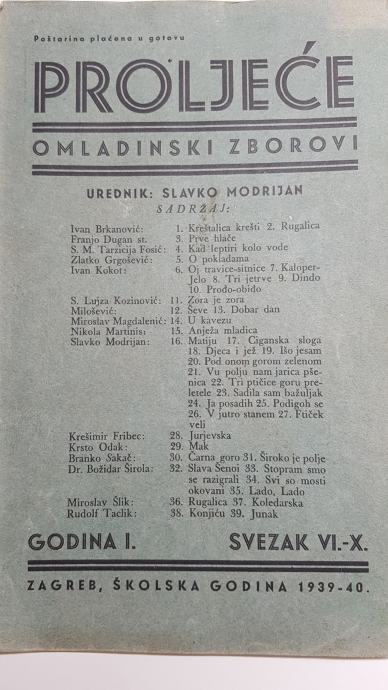 Poštarina plaćena u gotovu
PROLJEĆE
OMLADINSKI ZBOROVI
UREDNIK: SLAVKO MODRIJAN
SADRŽAJ:
Ivan Brkanović: 1. Kreštalica krešti 2. Rugalica
Franjo Dugan st. 3. Prve hlače
S. M. Tarzicija Fosić: 4. Kad leptiri kolo vode
Zlatko Grgošević: 5. O pokladama
Ivan Kokot: 6. Oj travice-sitnice 7. Kaloper-
Jelo 8. Tri jetrve 9. Dindo
10. Prođo-obiđo
S. Lujza Kozinović: 11. Zora je zora
Milošević: 12. Ševe 13. Dobar dan
Miroslav Magdalenić: 14. U kavezu
Nikola Martinis: 15. Anježa mladica
Slavko Modrijan: 16. Matiju 17. Ciganska sloga
18. Djeca i jež 19. Išo jesam
20. Pod onom gorom zelenom
21. Vu polju nam jarica pše-
nica 22. Tri ptičice goru pre-
letele 23. Sadila sam bažuljak
24. Ja posadih 25. Podigoh se
26. V jutro stanem 27. Ftiček
veli
Krešimir Fribec: 28. Jurjevska
Krsto Odak: 29. Mak
Branko Sakač: 30. Čarna goro 31. Široko je polje
Dr. Božidar Širola: 32. Slava Šenoi 33. Stopram smo
se razigrali 34. Svi so mosti
okovani 35. Lado, Lado
Miroslav Šlik: 36. Rugalica 37. Koledarska
Rudolf Taclik: 38. Konjiću 39. Junak
GODINA I. SVEZAK VI.-X.
ZAGREB, ŠKOLSKA GODINA 1939-40.